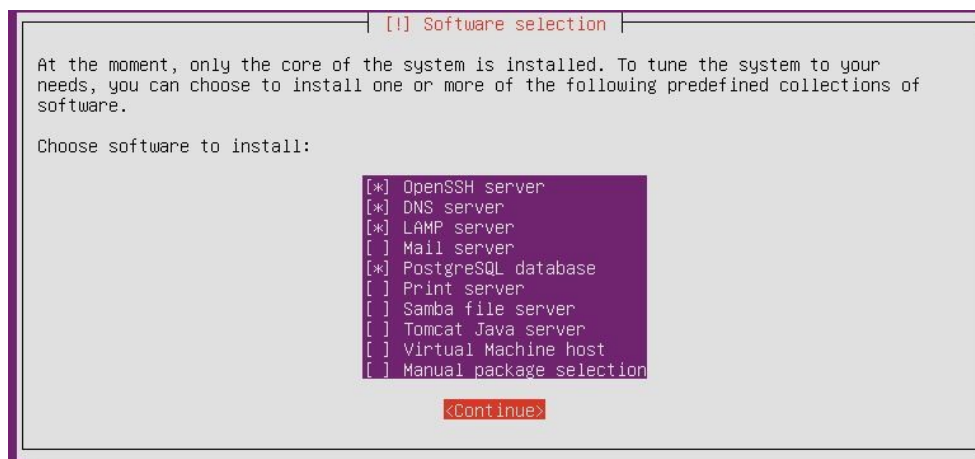 [!] Software selection
At the moment, only the core of the system is installed. To tune the system to your
needs, you can choose to install one or more of the following predefined collections of
software.
Choose software to install:
[*] OpenSSH server
[*] DNS server
[*] LAMP server
[ ] Mail server
[*] PostgreSQL database
[ ] Print server
[ ] Samba file server
[ ] Tomcat Java server
[ ] Virtual Machine host
[ ] Manual package selection
<Continue>